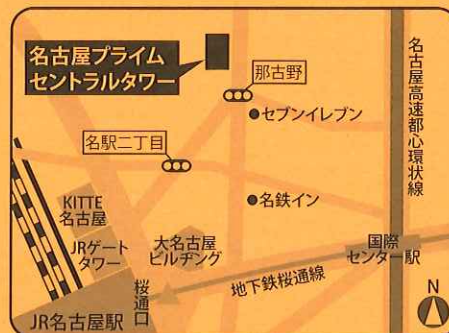 名古屋プライム
セントラルタワー
那古野
セブンイレブン
名駅二丁目
名古屋高速都心環状線
KITTE
名古屋
名鉄イン
JRゲート
タワー
大名古屋
ビルヂング
国際
センター駅
桜通口
地下鉄桜通線
JR名古屋駅
N